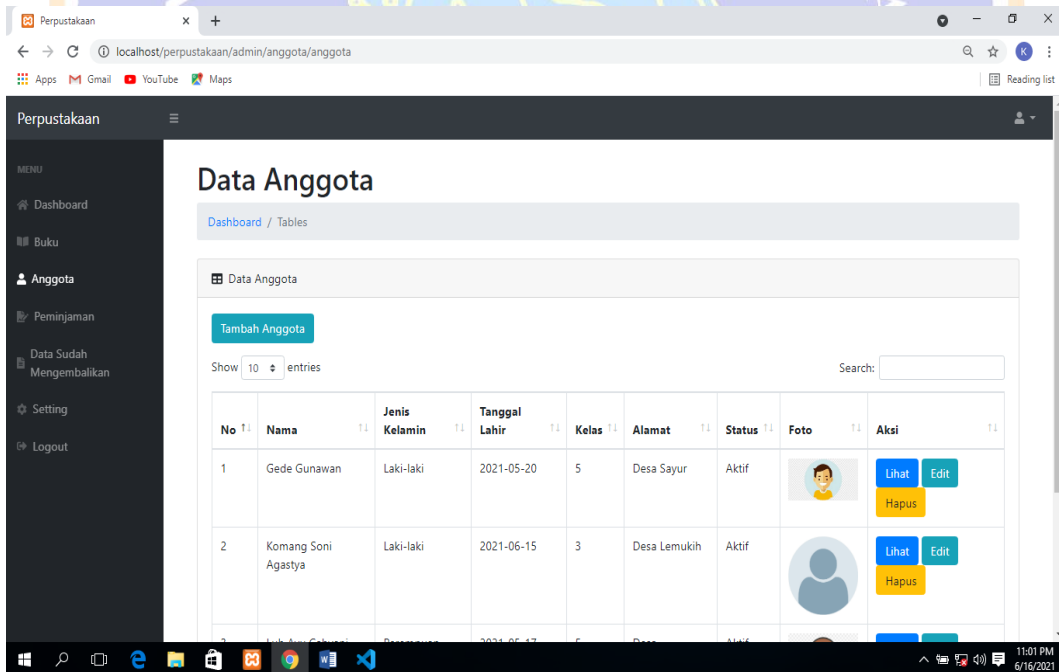 Perpustakaan
localhost/perpustakaan/admin/anggota/anggota
K
Apps Gmail YouTube Maps Reading list
Perpustakaan
MENU
Dashboard
Buku
Anggota
Peminjaman
Data Sudah
Mengembalikan
Setting
Logout
Data Anggota
Dashboard / Tables
Data Anggota
Tambah Anggota
Show 10 entries Search:
No Nama Jenis Kelamin Tanggal Lahir Kelas Alamat Status Foto Aksi
1 Gede Gunawan Laki-laki 2021-05-20 5 Desa Sayur Aktif Lihat Edit
Hapus
2 Komang Soni Laki-laki 2021-06-15 3 Desa Lemukih Aktif Lihat Edit
Agastya Hapus
11:01 PM
6/16/2021